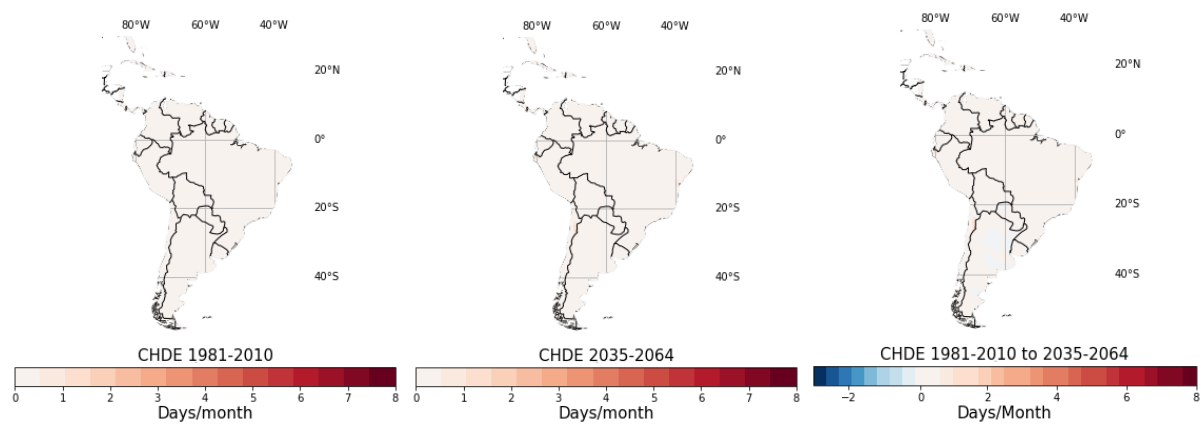 80°W 60°W 40°W
20°N
0°
20°S
40°S
CHDE 1981-2010
0 1 2 3 4 5 6 7 8
Days/month
80°W 60°W 40°W
20°N
0°
20°S
40°S
CHDE 2035-2064
0 1 2 3 4 5 6 7 8
Days/month
80°W 60°W 40°W
20°N
0°
20°S
40°S
CHDE 1981-2010 to 2035-2064
−2 0 2 4 6 8
Days/Month